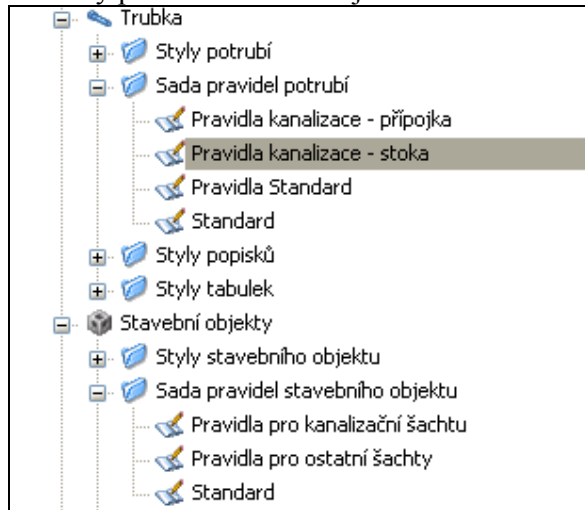 Trubka
Styly potrubí
Sada pravidel potrubí
Pravidla kanalizace - přípojka
Pravidla kanalizace - stoka
Pravidla Standard
Standard
Styly popisků
Styly tabulek
Stavební objekty
Styly stavebního objektu
Sada pravidel stavebního objektu
Pravidla pro kanalizační šachtu
Pravidla pro ostatní šachty
Standard